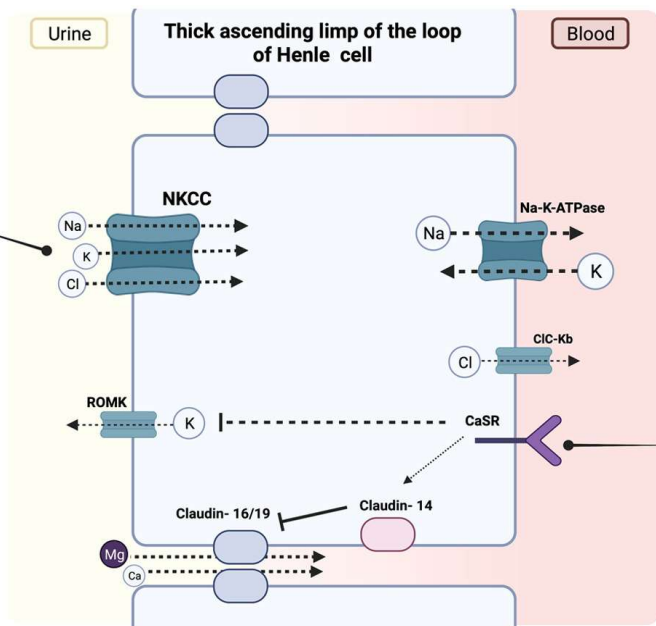 Urine
Thick ascending limp of the loop
of Henle cell
Blood
NKCC
Na-K-ATPase
Na
K
Cl
Na
K
ClC-Kb
Cl
ROMK
K
CaSR
Claudin- 16/19
Claudin- 14
Mg
Ca